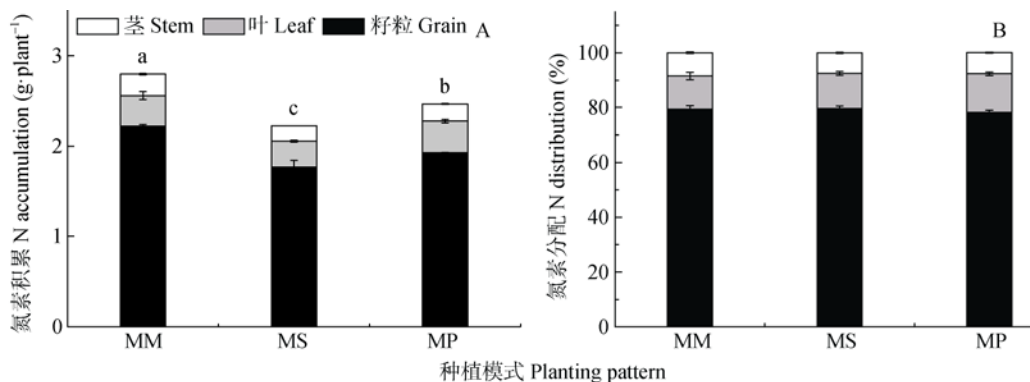 茎 Stem 叶 Leaf 籽粒 Grain A
氮素积累 N accumulation (g·plant⁻¹)
3
2
1
0
a
c
b
MM MS MP
B
氮素分配 N distribution (%)
100
80
60
40
20
0
MM MS MP
种植模式 Planting pattern